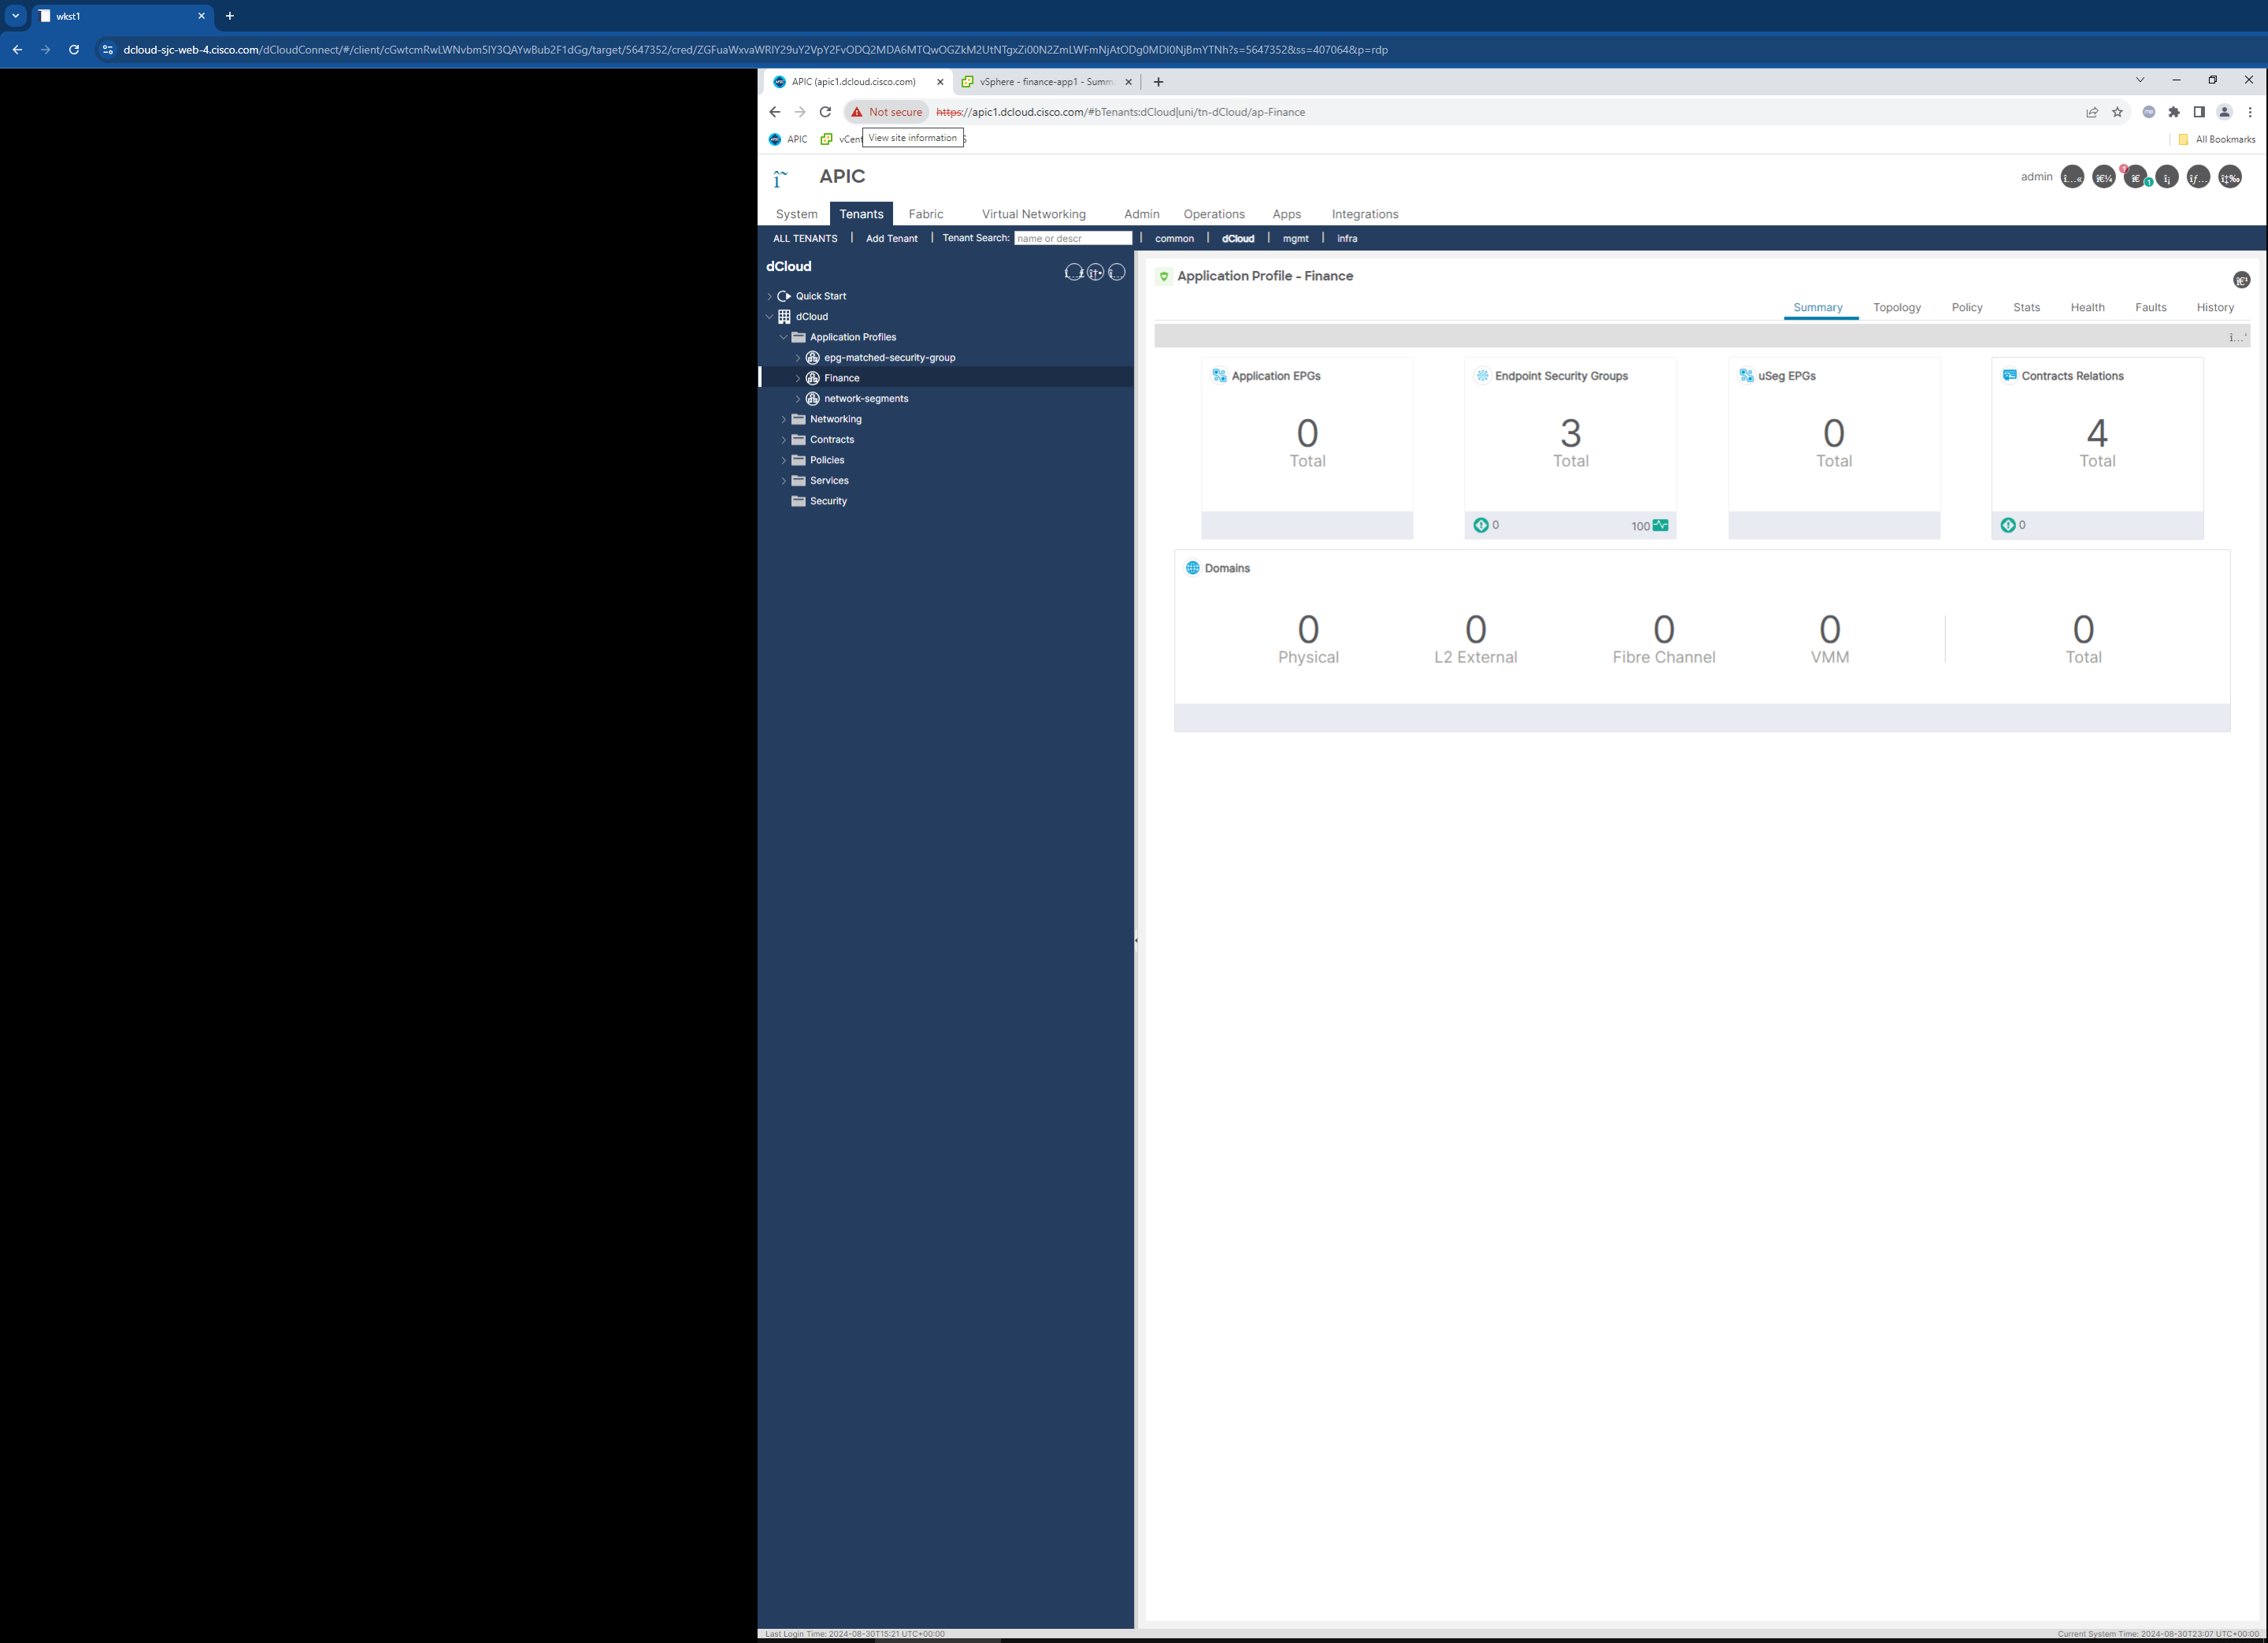 wkst1
dcloud-sjc-web-4.cisco.com/dCloudConnect/#/client/cGwtcmRwLWNvbm5lY3QAYwBub2F1dGg/target/5647352/cred/ZGFuaWxvaWRlY29uY2VpY2FvODQ2MDA6MTQwOGZkM2UtNTgxZi00N2ZmLWFmNjAtODg0MDI0NjBmYTNh?s=5647352&ss=407064&p=rdp
APIC (apic1.dcloud.cisco.com)
vSphere - finance-app1 - Summ
Not secure
https://apic1.dcloud.cisco.com/#bTenants:dCloud|uni/tn-dCloud/ap-Finance
APIC
vCent
View site information
All Bookmarks
APIC
admin
System Tenants Fabric Virtual Networking Admin Operations Apps Integrations
ALL TENANTS | Add Tenant | Tenant Search: name or descr | common | dCloud | mgmt | infra
dCloud
Quick Start
dCloud
Application Profiles
epg-matched-security-group
Finance
network-segments
Networking
Contracts
Policies
Services
Security
Application Profile - Finance
Summary Topology Policy Stats Health Faults History
Application EPGs
0
Total
Endpoint Security Groups
3
Total
0
100
uSeg EPGs
0
Total
Contracts Relations
4
Total
0
Domains
0 0 0 0 0
Physical L2 External Fibre Channel VMM Total
Last Login Time: 2024-08-30T15:21 UTC+00:00
Current System Time: 2024-08-30T23:07 UTC+00:00